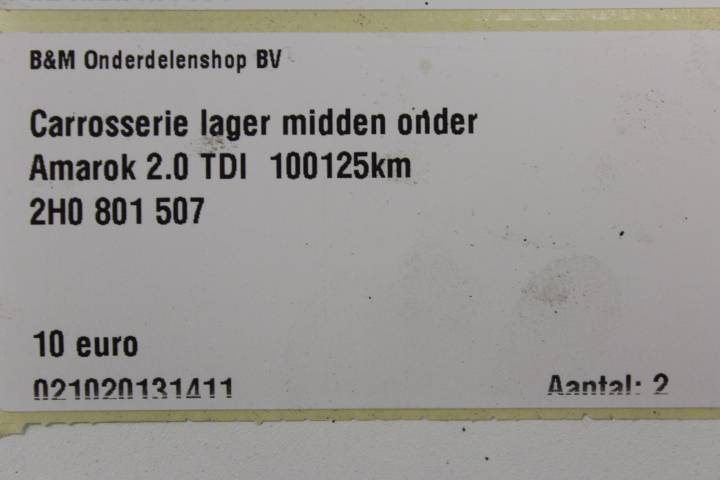 B&M Onderdelenshop BV
Carrosserie lager midden onder
Amarok 2.0 TDI 100125km
2H0 801 507
10 euro
021020131411 Aantal: 2